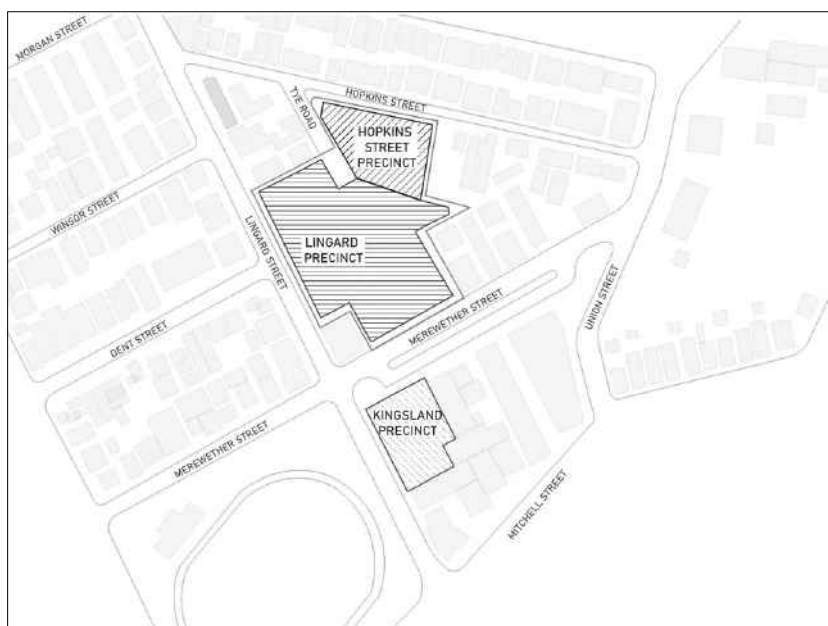 MORGAN STREET
HOPKINS STREET
TYE ROAD
HOPKINS
STREET
PRECINCT
WINSOR STREET
LINGARD STREET
LINGARD
PRECINCT
UNION STREET
MEREWETHER STREET
DENT STREET
KINGSLAND
PRECINCT
MEREWETHER STREET
MITCHELL STREET